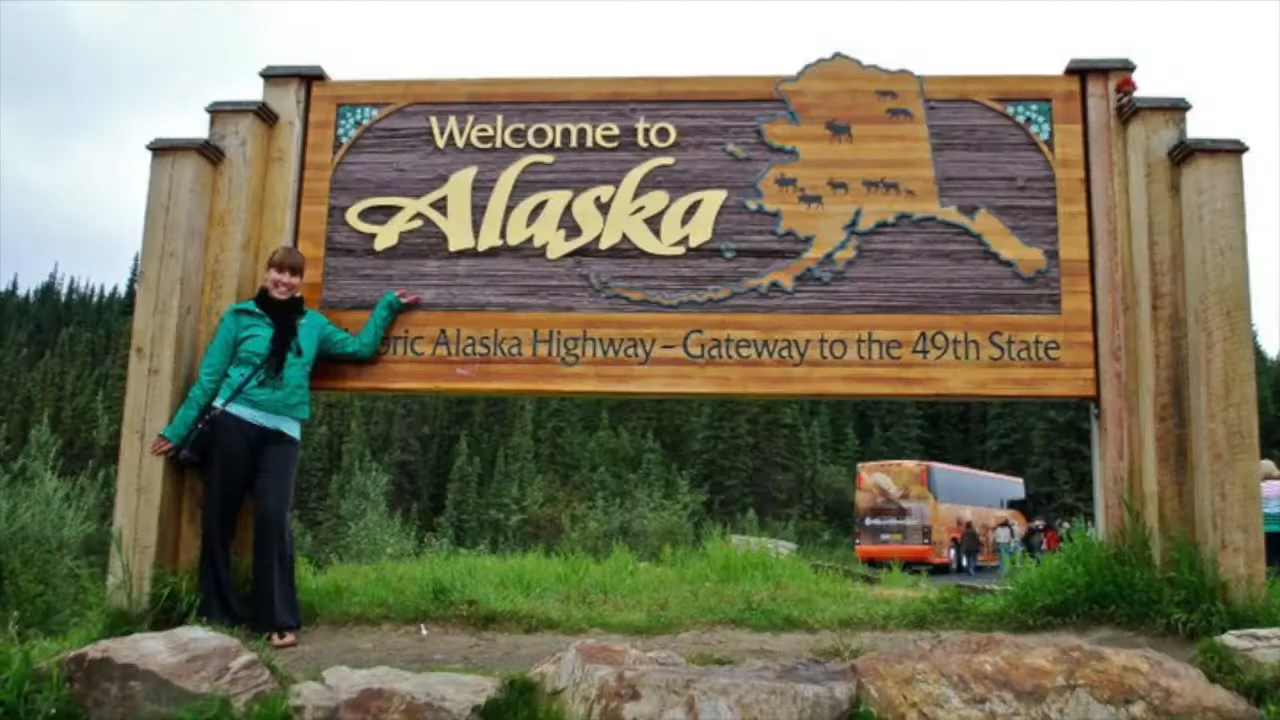 Welcome to
Alaska
oric Alaska Highway – Gateway to the 49th State